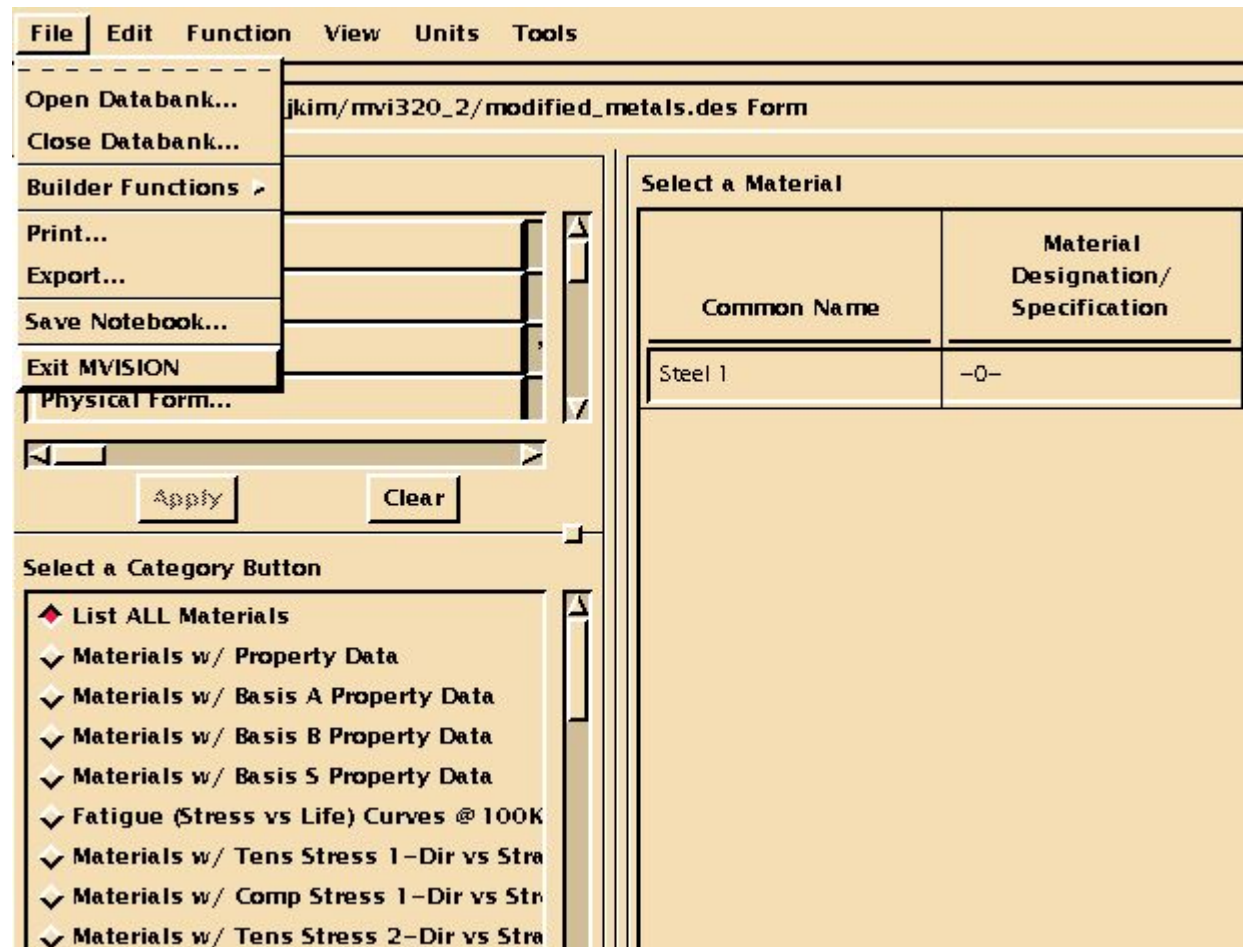 File Edit Function View Units Tools
Open Databank...
jkim/mvi320_2/modified_metals.des Form
Close Databank...
Builder Functions
Print...
Export...
Save Notebook...
Exit MVISION
Physical Form...
Apply Clear
Select a Category Button
List ALL Materials
Materials w/ Property Data
Materials w/ Basis A Property Data
Materials w/ Basis B Property Data
Materials w/ Basis S Property Data
Fatigue (Stress vs Life) Curves @ 100K
Materials w/ Tens Stress 1-Dir vs Stra
Materials w/ Comp Stress 1-Dir vs Str
Materials w/ Tens Stress 2-Dir vs Stra
Select a Material
Common Name
Material
Designation/
Specification
Steel 1 -0-